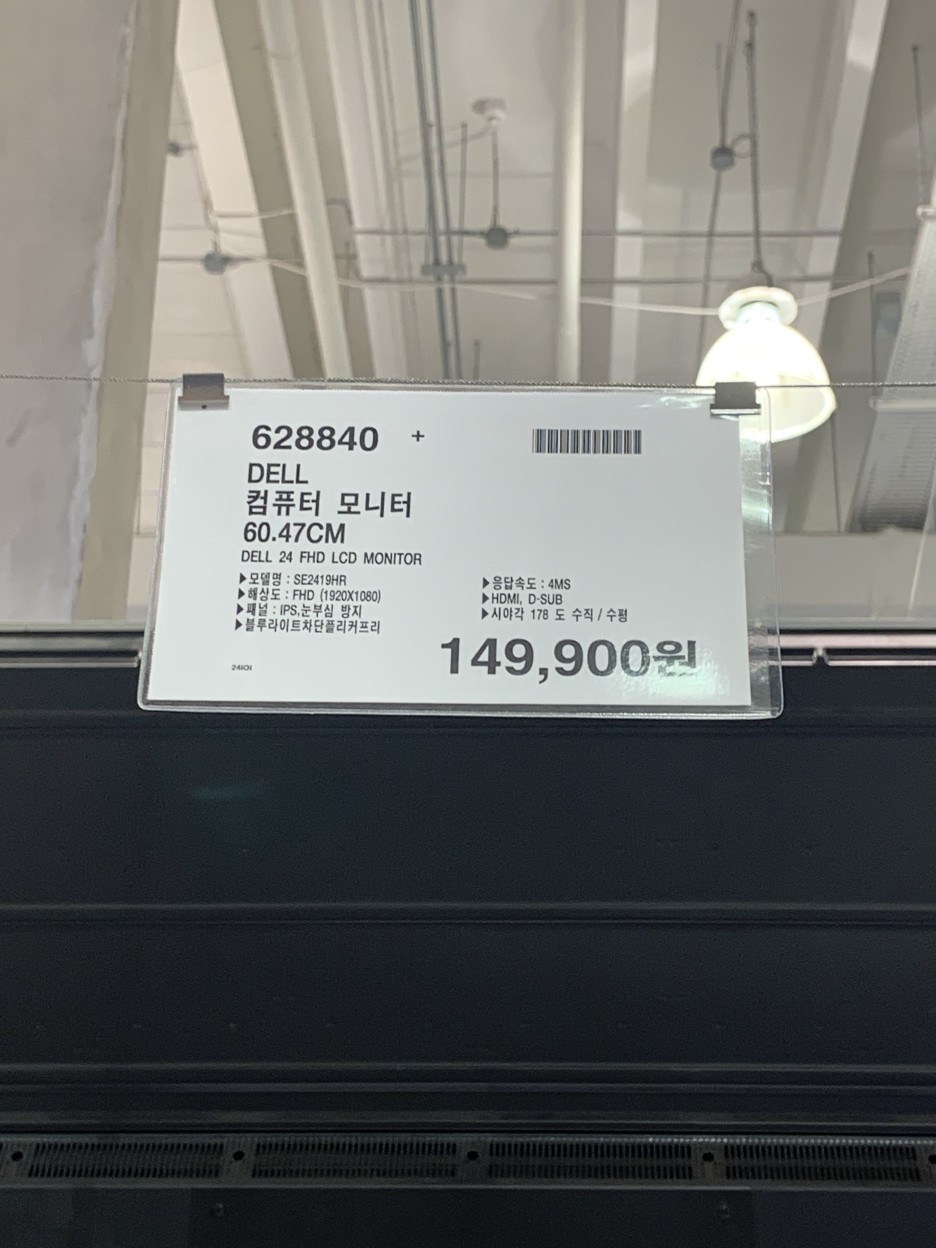 628840 +
DELL
컴퓨터 모니터
60.47CM
DELL 24 FHD LCD MONITOR
▶모델명 : SE2419HR
▶해상도 : FHD (1920X1080)
▶패널 : IPS,눈부심 방지
▶블루라이트차단플리커프리
▶응답속도 : 4MS
▶HDMI, D-SUB
▶시야각 178 도 수직 / 수평
149,900원